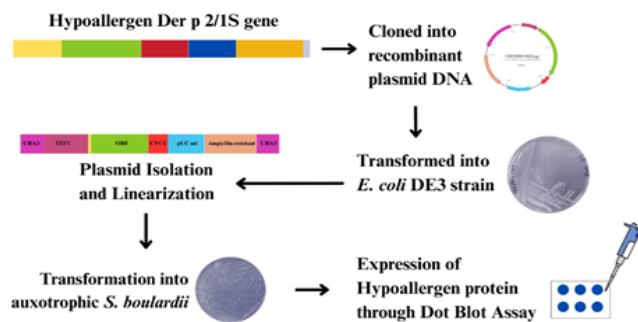 Hypoallergen Der p 2/1S gene
Cloned into
recombinant
plasmid DNA
Transformed into
E. coli DE3 strain
URA3 TEF1 ORF CYC1 pUC ori Ampicillin-resistant URA3
Plasmid Isolation
and Linearization
Transformation into
auxotrophic S. boulardii
Expression of
Hypoallergen protein
through Dot Blot Assay